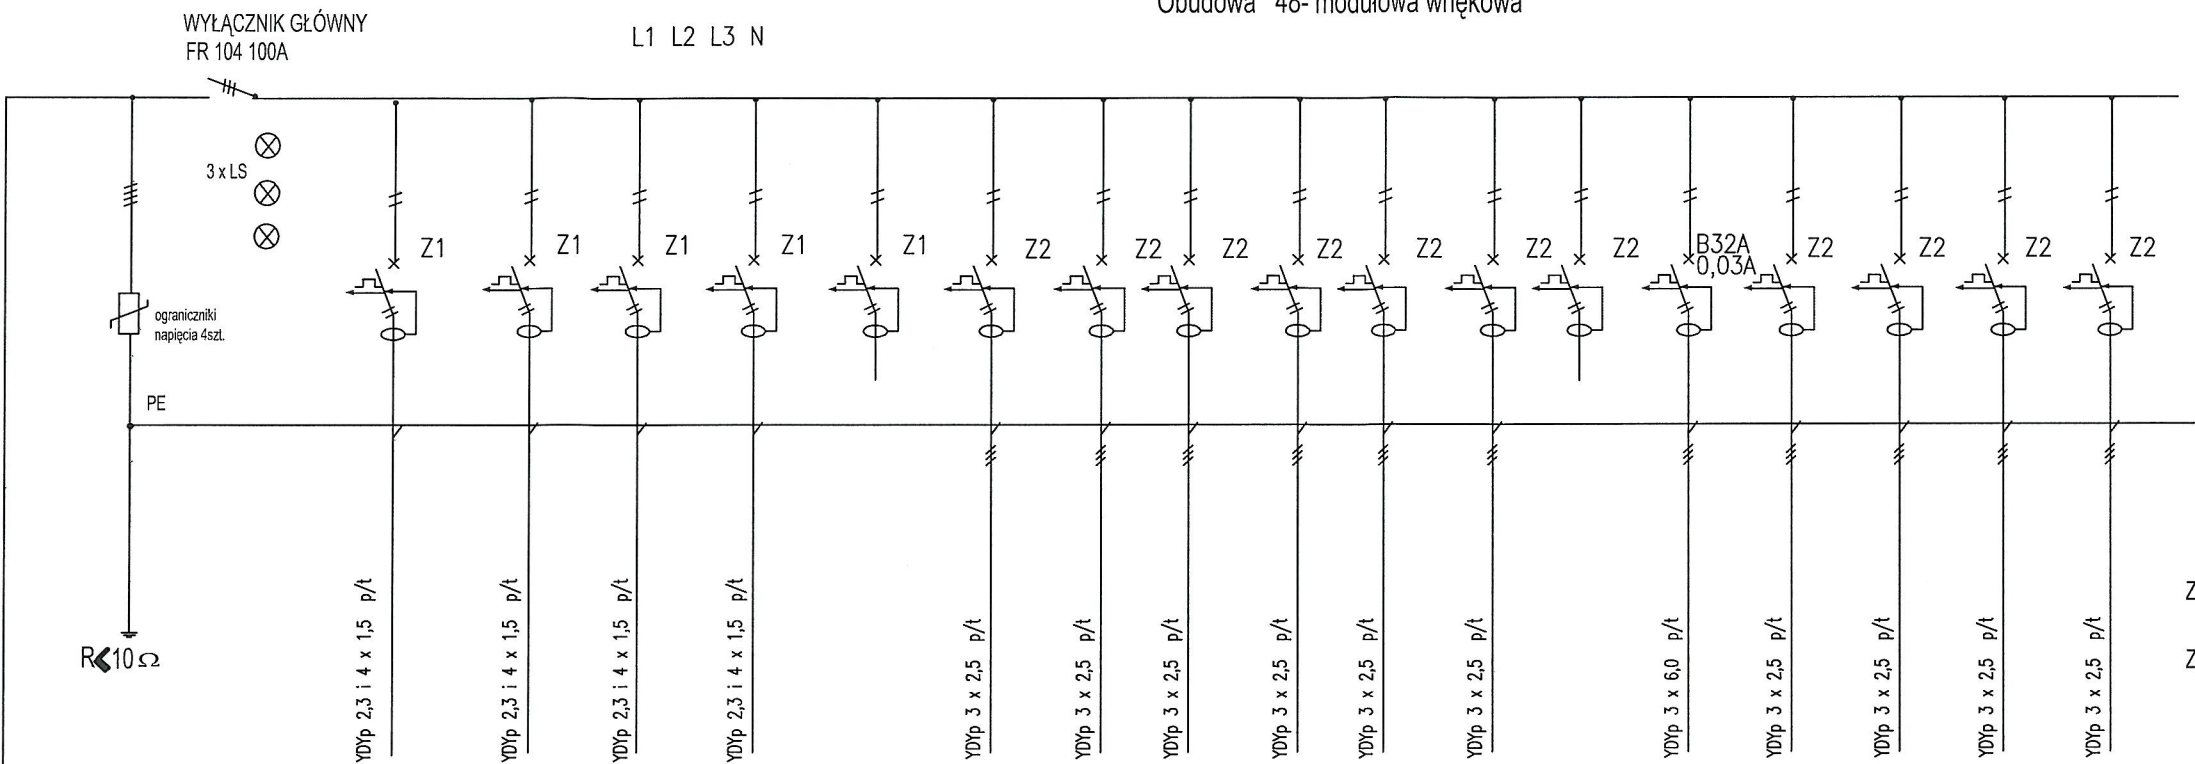 Obudowa 48- modułowa wnękowa
WYŁĄCZNIK GŁÓWNY
FR 104 100A
L1 L2 L3 N
3 x LS
Z1
Z1
Z1
Z1
Z1
Z2
Z2
Z2
Z2
Z2
Z2
Z2
B32A
0,03A
Z2
Z2
Z2
Z2
ograniczniki
napięcia 4szt.
PE
R<10 Ω
YDYp 2,3 i 4 x 1,5 p/t
YDYp 2,3 i 4 x 1,5 p/t
YDYp 2,3 i 4 x 1,5 p/t
YDYp 2,3 i 4 x 1,5 p/t
YDYp 3 x 2,5 p/t
YDYp 3 x 2,5 p/t
YDYp 3 x 2,5 p/t
YDYp 3 x 2,5 p/t
YDYp 3 x 2,5 p/t
YDYp 3 x 2,5 p/t
YDYp 3 x 6,0 p/t
YDYp 3 x 2,5 p/t
YDYp 3 x 2,5 p/t
YDYp 3 x 2,5 p/t
YDYp 3 x 2,5 p/t
Z
Z